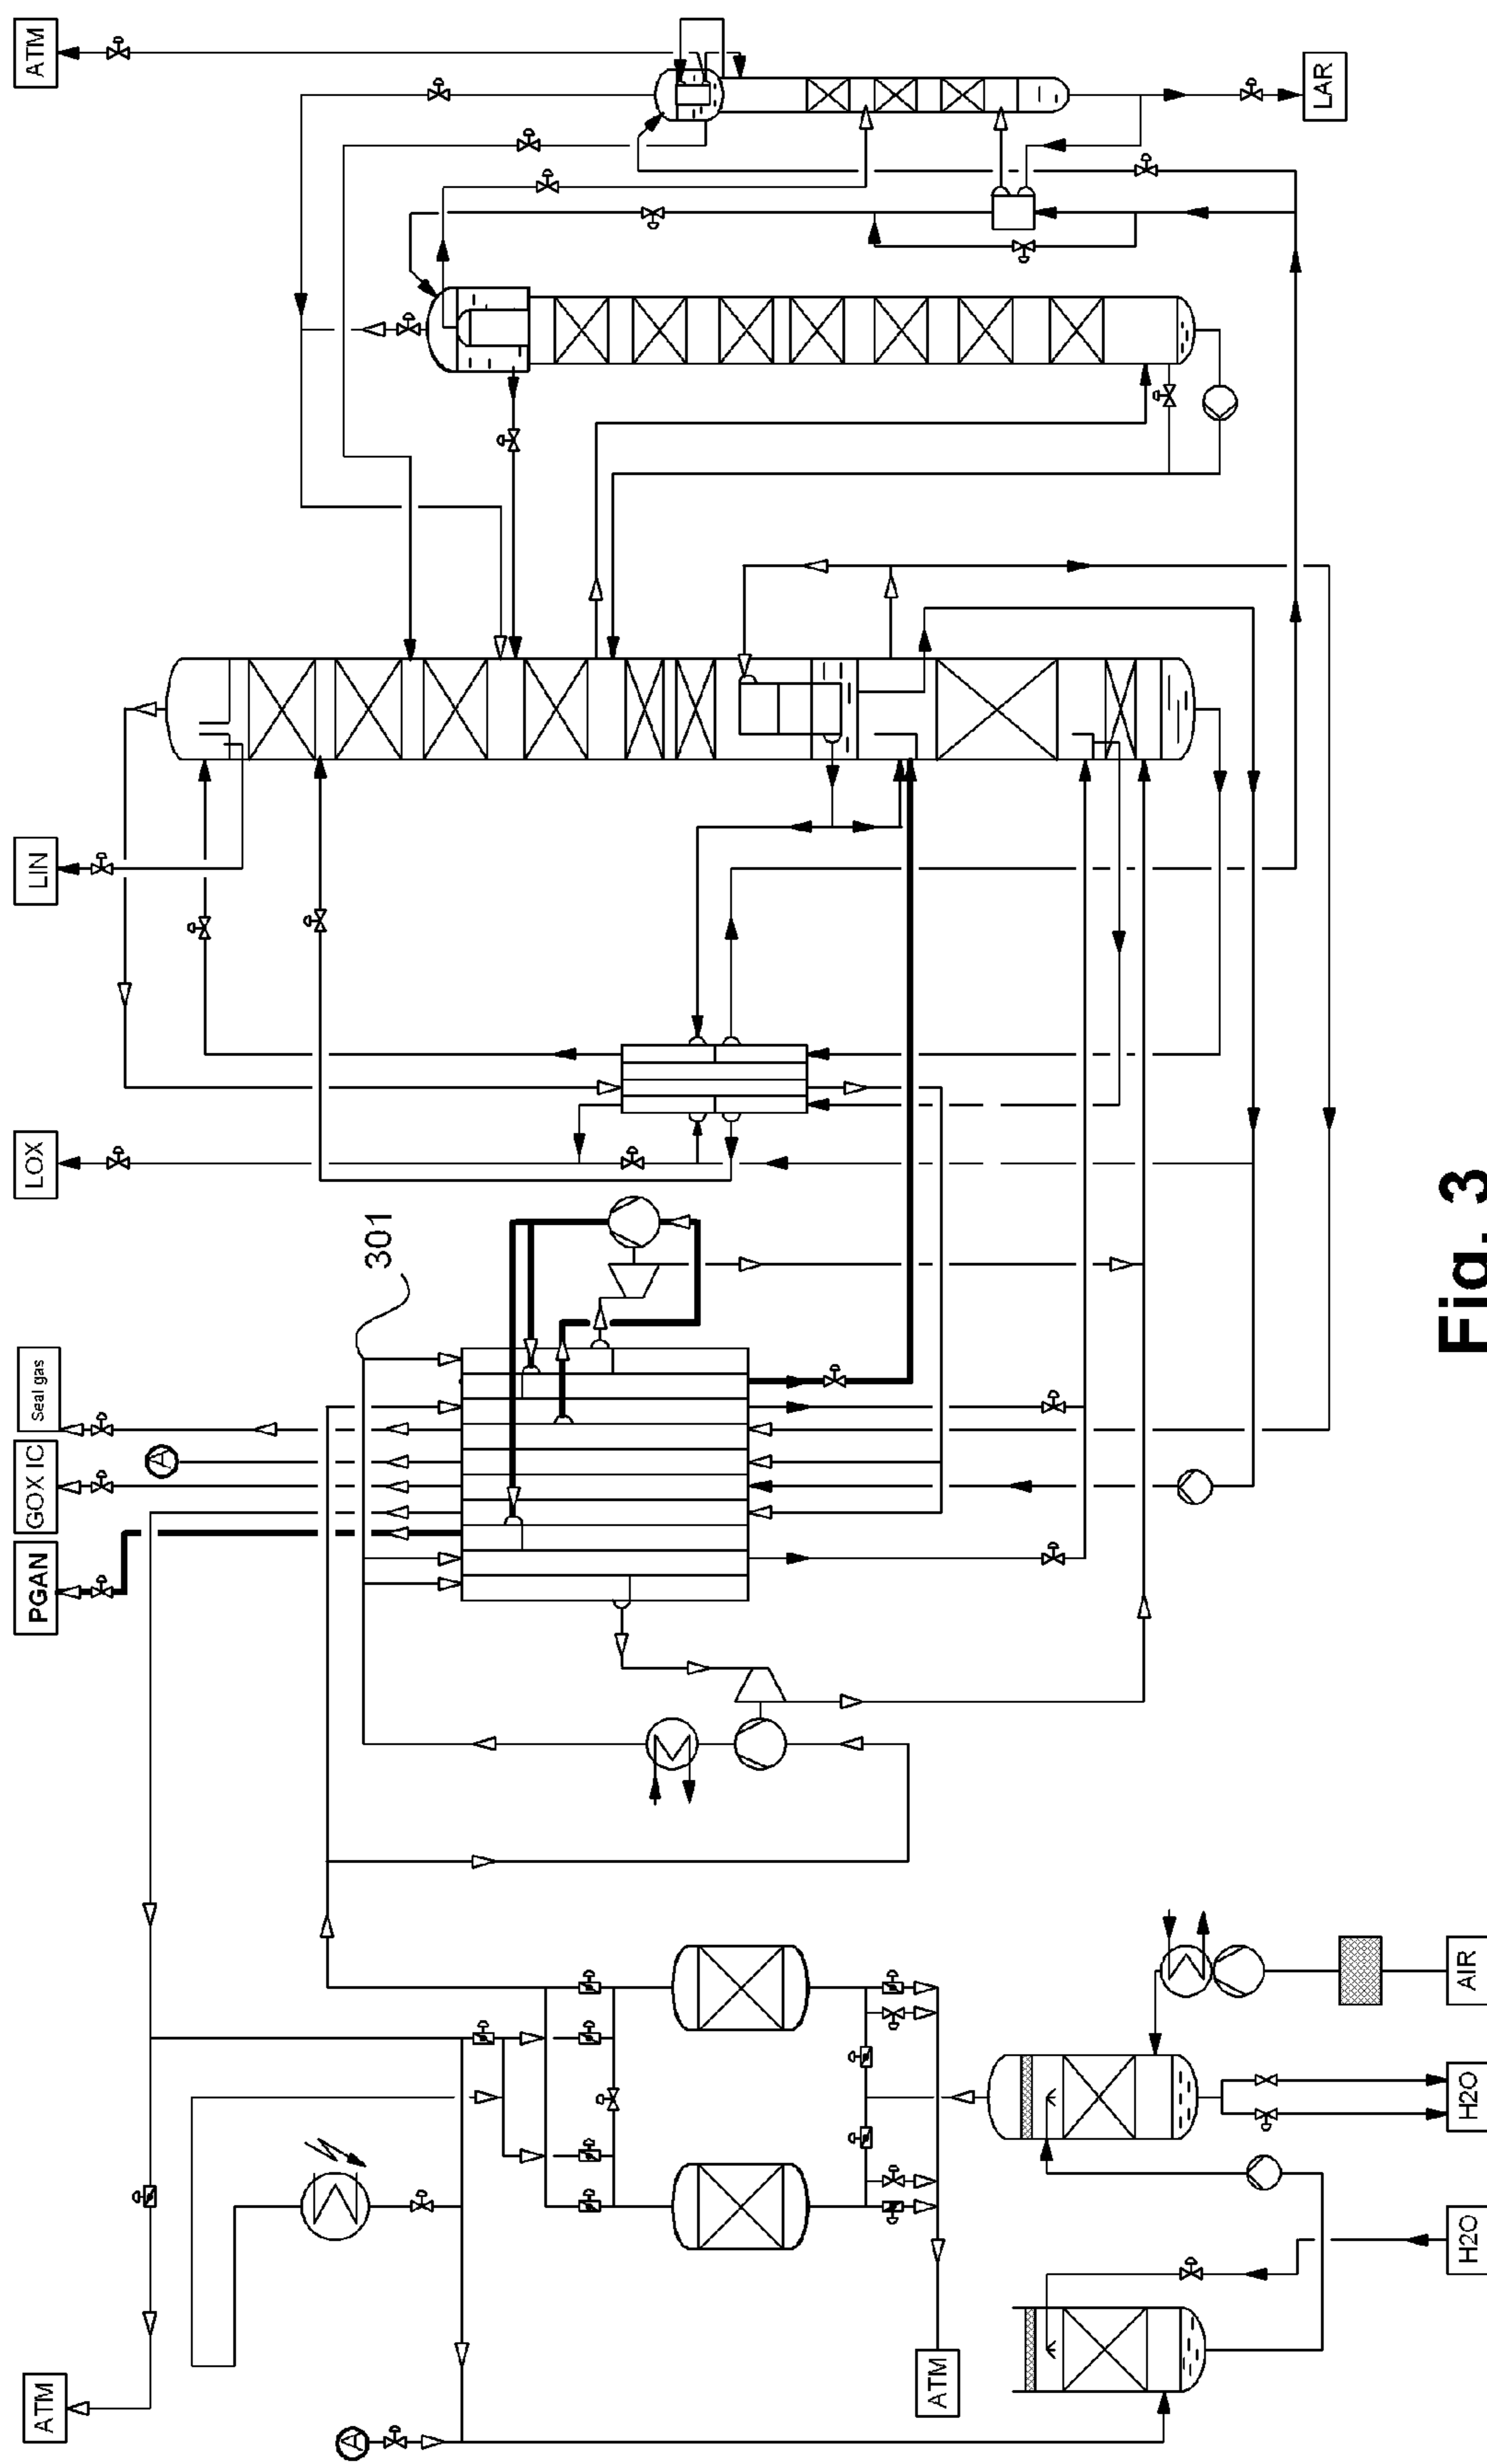 ATM
LAR
LIN
LOX
301
Seal gas
A
GOX IC
PGAN
Fig. 3
AIR
H2O
H2O
ATM
ATM
A